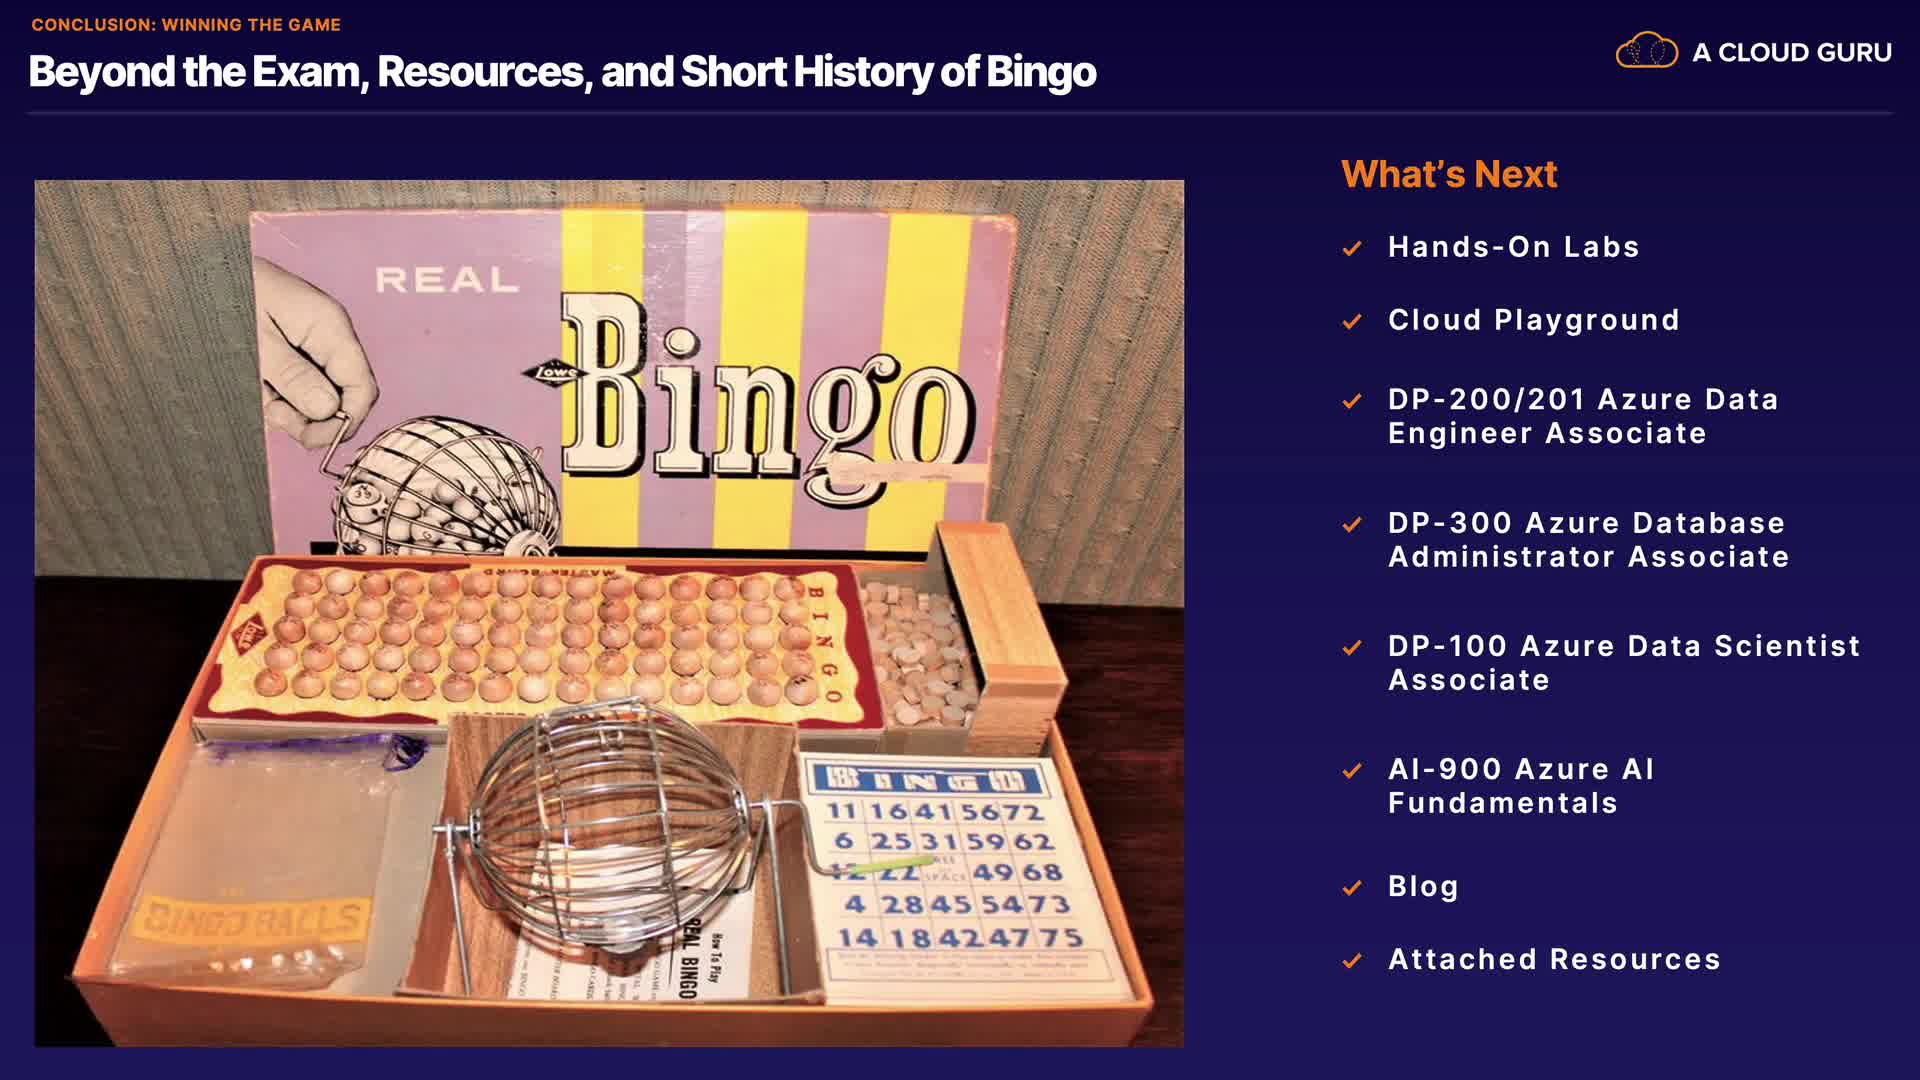 CONCLUSION: WINNING THE GAME
Beyond the Exam, Resources, and Short History of Bingo
A CLOUD GURU
REAL
Lowe
Bingo
B I N G O
BINGO BALLS
How To Play
REAL BINGO
BINGO
11 16 41 56 72
6 25 31 59 62
12 22 FREE SPACE 49 68
4 28 45 54 73
14 18 42 47 75
What's Next
Hands-On Labs
Cloud Playground
DP-200/201 Azure Data
Engineer Associate
DP-300 Azure Database
Administrator Associate
DP-100 Azure Data Scientist
Associate
AI-900 Azure AI
Fundamentals
Blog
Attached Resources